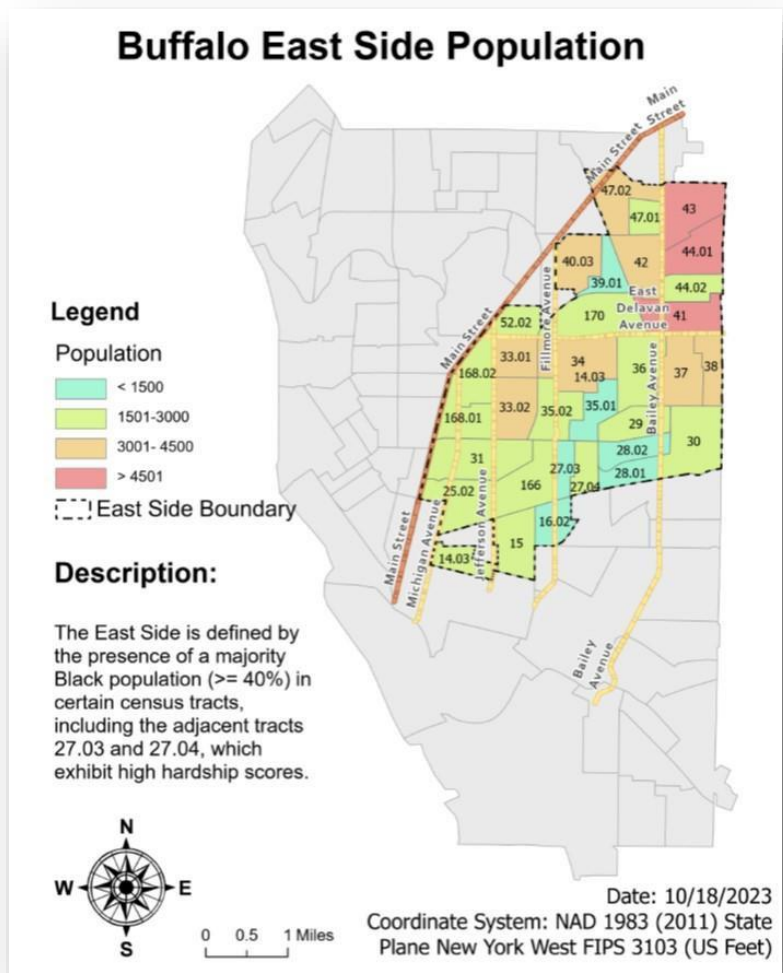 Buffalo East Side Population
Main
Street
Main Street
47.02
43
47.01
44.01
40.03
42
39.01
44.02
East
Delavan
Avenue
170
41
Fillmore Avenue
52.02
Main Street
33.01
34
14.03
36
37
38
168.02
Bailey Avenue
33.02
35.02
35.01
168.01
29
30
31
28.02
27.03
28.01
166
27.04
25.02
Jefferson Avenue
16.02
15
14.03
Main Street
Michigan Avenue
Bailey
Avenue
Legend
Population
< 1500
1501-3000
3001- 4500
> 4501
East Side Boundary
Description:
The East Side is defined by
the presence of a majority
Black population (>= 40%) in
certain census tracts,
including the adjacent tracts
27.03 and 27.04, which
exhibit high hardship scores.
N
W
E
S
0 0.5 1 Miles
Date: 10/18/2023
Coordinate System: NAD 1983 (2011) State
Plane New York West FIPS 3103 (US Feet)